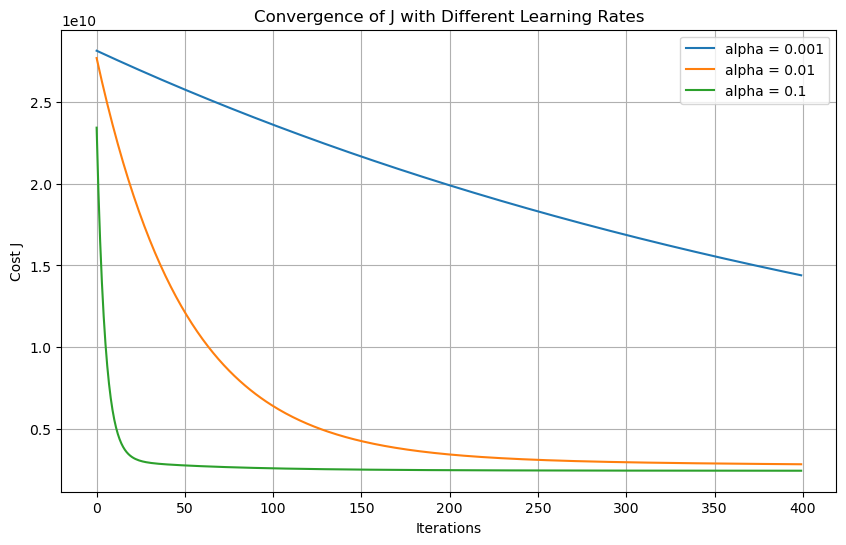 Convergence of J with Different Learning Rates
1e10
alpha = 0.001
alpha = 0.01
alpha = 0.1
2.5
2.0
1.5
1.0
0.5
Cost J
0 50 100 150 200 250 300 350 400
Iterations